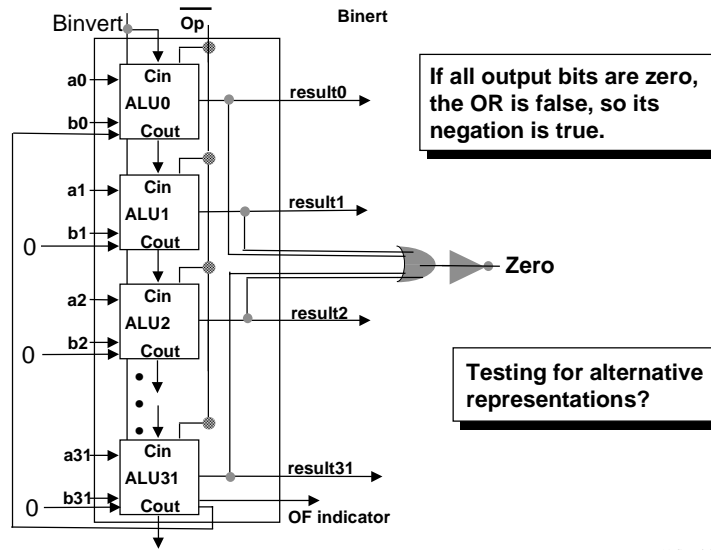 Binvert
Op
Binert
If all output bits are zero,
the OR is false, so its
negation is true.
a0
Cin
ALU0
result0
b0
Cout
a1
Cin
ALU1
result1
b1
0
Cout
Zero
a2
Cin
ALU2
result2
b2
0
Cout
Testing for alternative
representations?
a31
Cin
ALU31
result31
b31
0
Cout
OF indicator